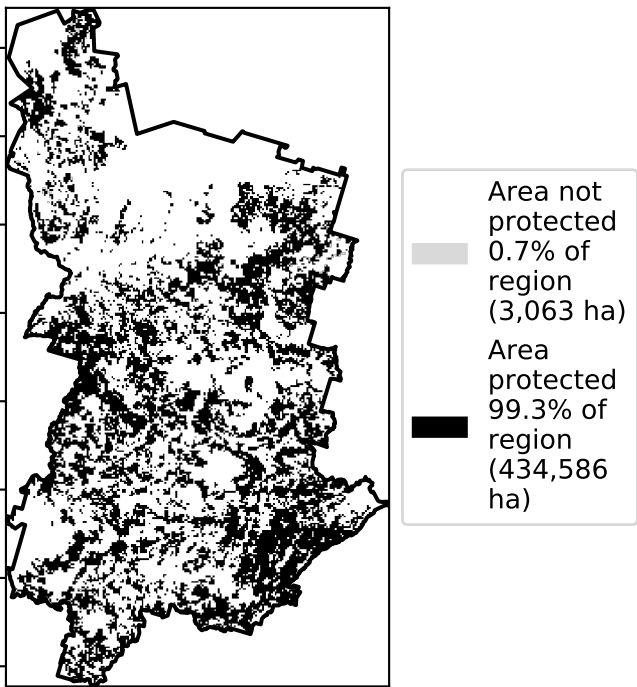 Area not
protected
0.7% of
region
(3,063 ha)
Area
protected
99.3% of
region
(434,586
ha)